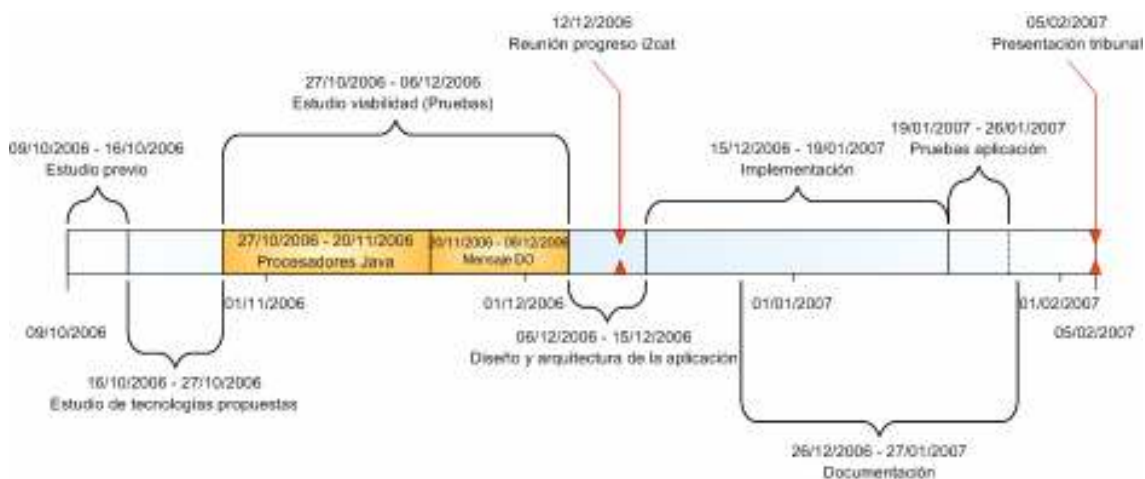 12/12/2006
Reunión progreso i2cat
05/02/2007
Presentación tribunal
27/10/2006 - 06/12/2006
Estudio viabilidad (Pruebas)
09/10/2006 - 16/10/2006
Estudio previo
15/12/2006 - 19/01/2007
Implementación
19/01/2007 - 26/01/2007
Pruebas aplicación
27/10/2006 - 20/11/2006
Procesadores Java
20/11/2006 - 06/12/2006
Mensaje DO
09/10/2006
01/11/2006
01/12/2006
01/01/2007
01/02/2007
05/02/2007
16/10/2006 - 27/10/2006
Estudio de tecnologías propuestas
06/12/2006 - 15/12/2006
Diseño y arquitectura de la aplicación
26/12/2006 - 27/01/2007
Documentación